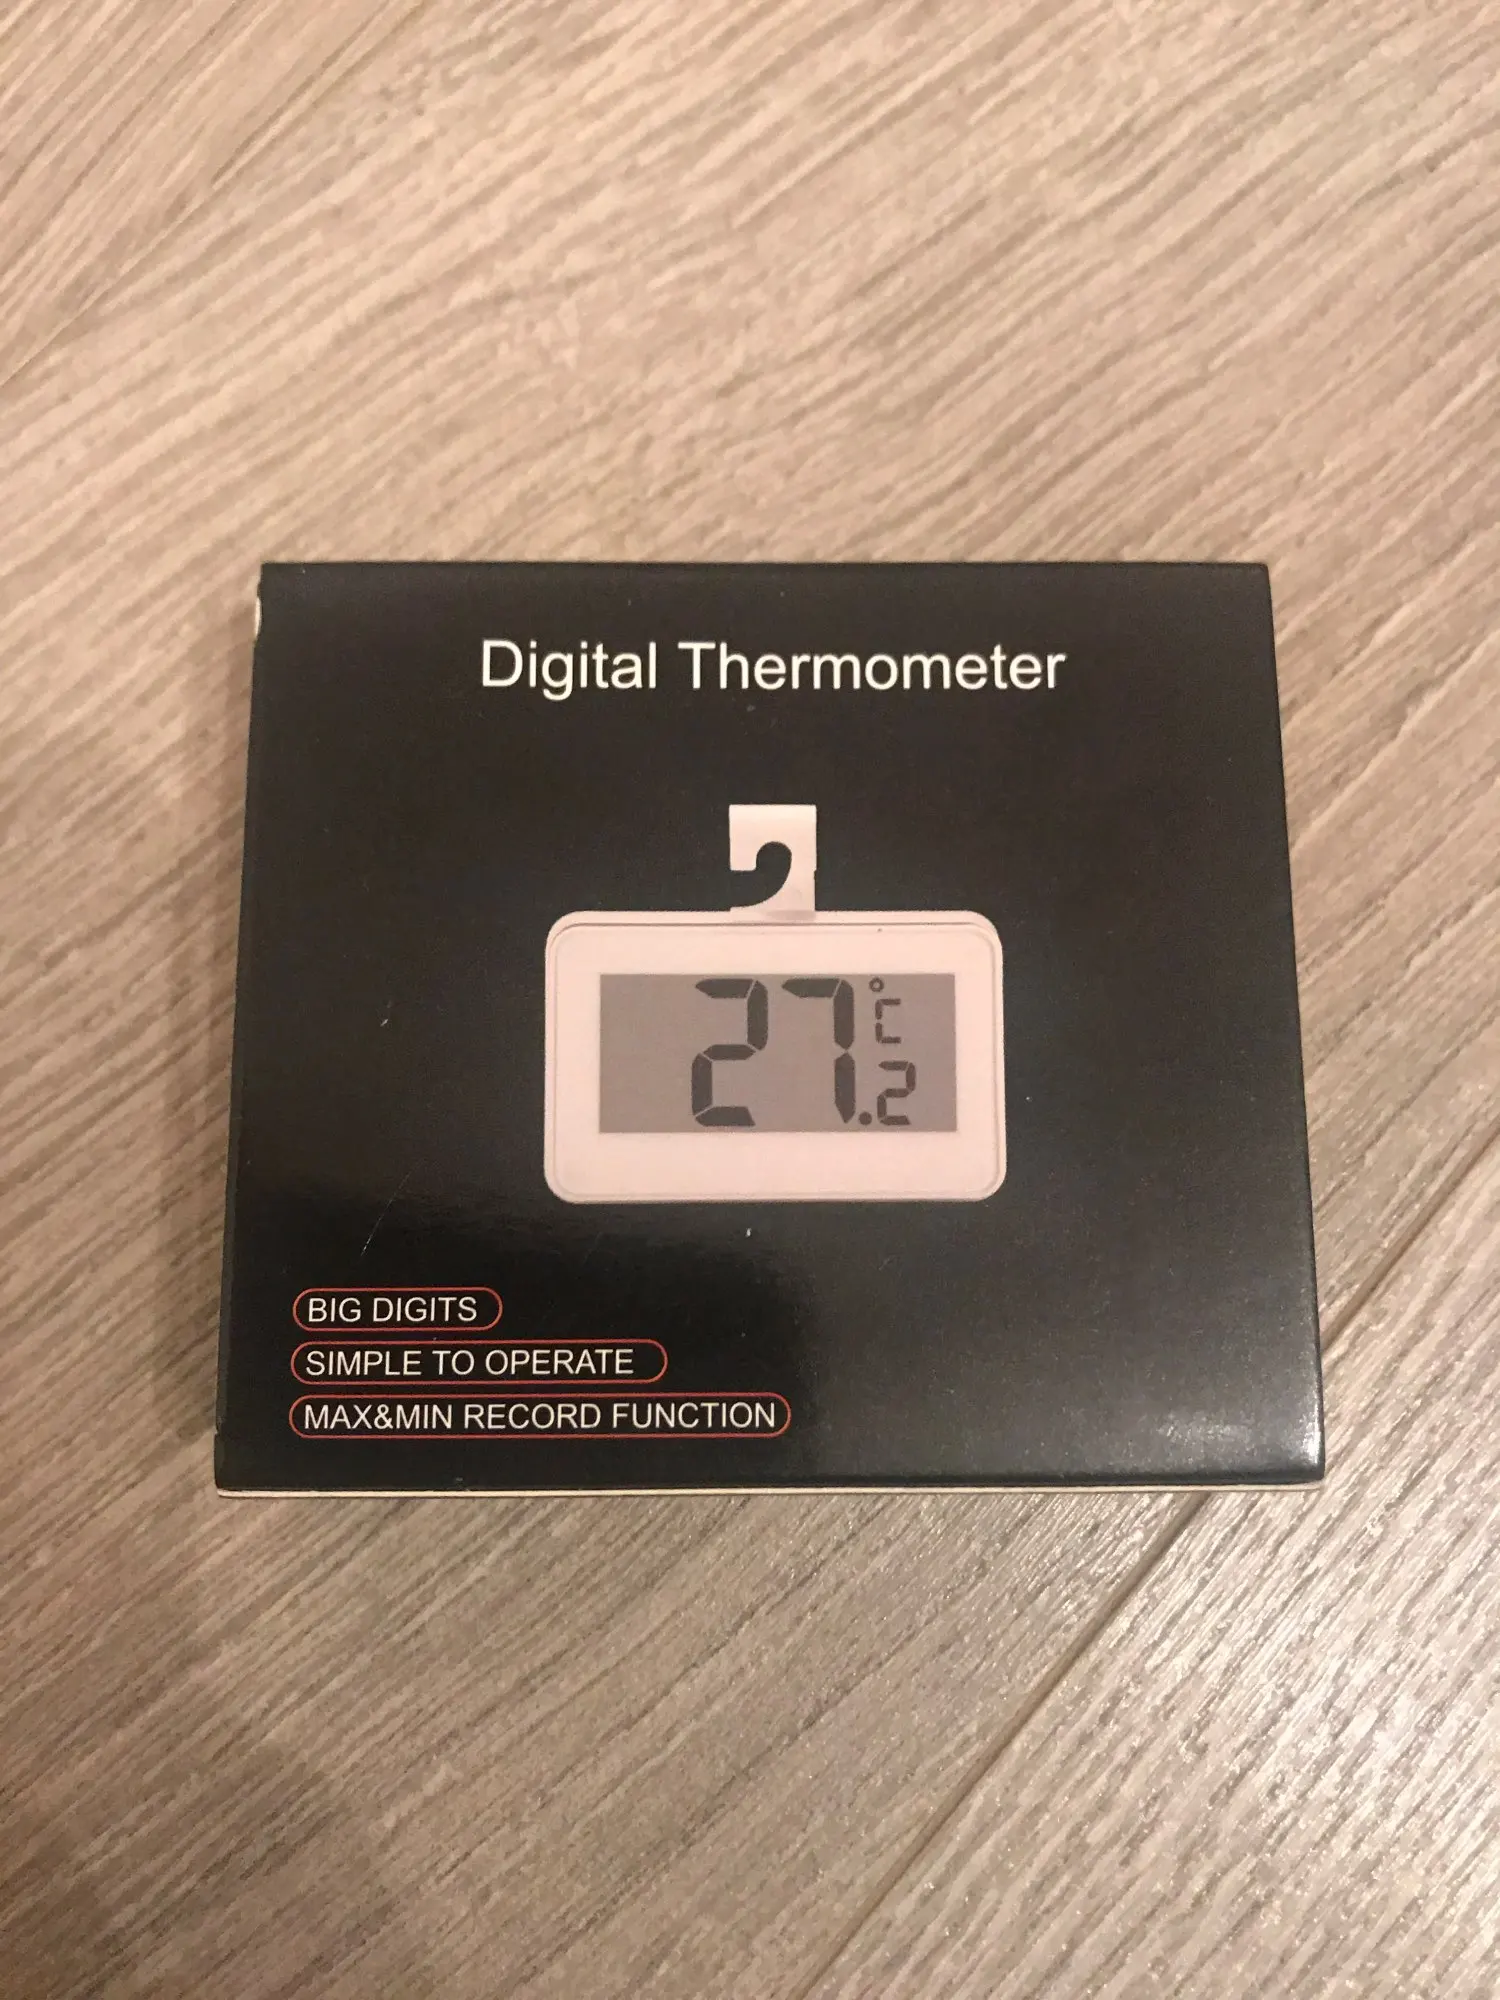 Digital Thermometer
27.2 °C
BIG DIGITS
SIMPLE TO OPERATE
MAX&MIN RECORD FUNCTION